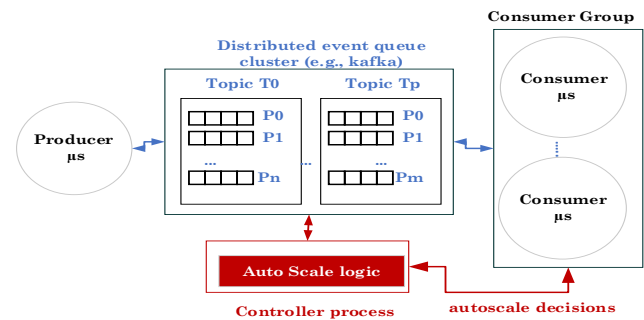 Consumer Group
Distributed event queue
cluster (e.g., kafka)
Topic T0
Topic Tp
Producer
μs
P0
P1
...
Pn
...
P0
P1
...
Pm
Consumer
μs
Consumer
μs
Auto Scale logic
Controller process
autoscale decisions